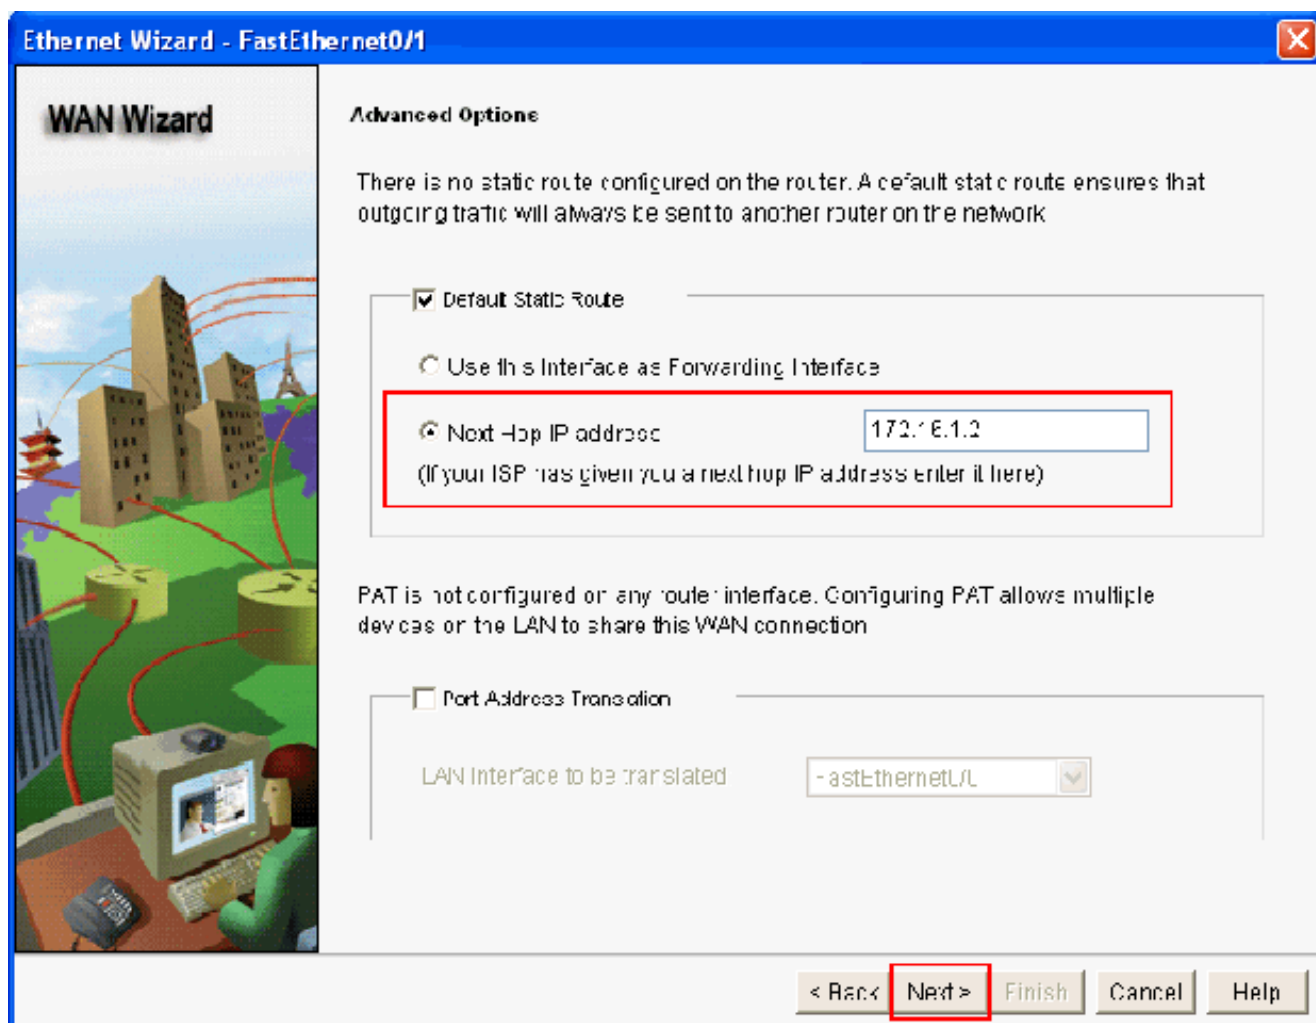 Ethernet Wizard - FastEthernet0/1
WAN Wizard
Advanced Options
There is no static route configured on the router. A default static route ensures that
outgoing traffic will always be sent to another router on the network
Default Static Route
Use this Interface as Forwarding Interface
Next Hop IP address
172.16.1.2
(If your ISP has given you a next hop IP address enter it here)
PAT is not configured on any router interface. Configuring PAT allows multiple
devices on the LAN to share this WAN connection
Port Address Translation
LAN Interface to be translated
FastEthernet0/0
< Back
Next >
Finish
Cancel
Help